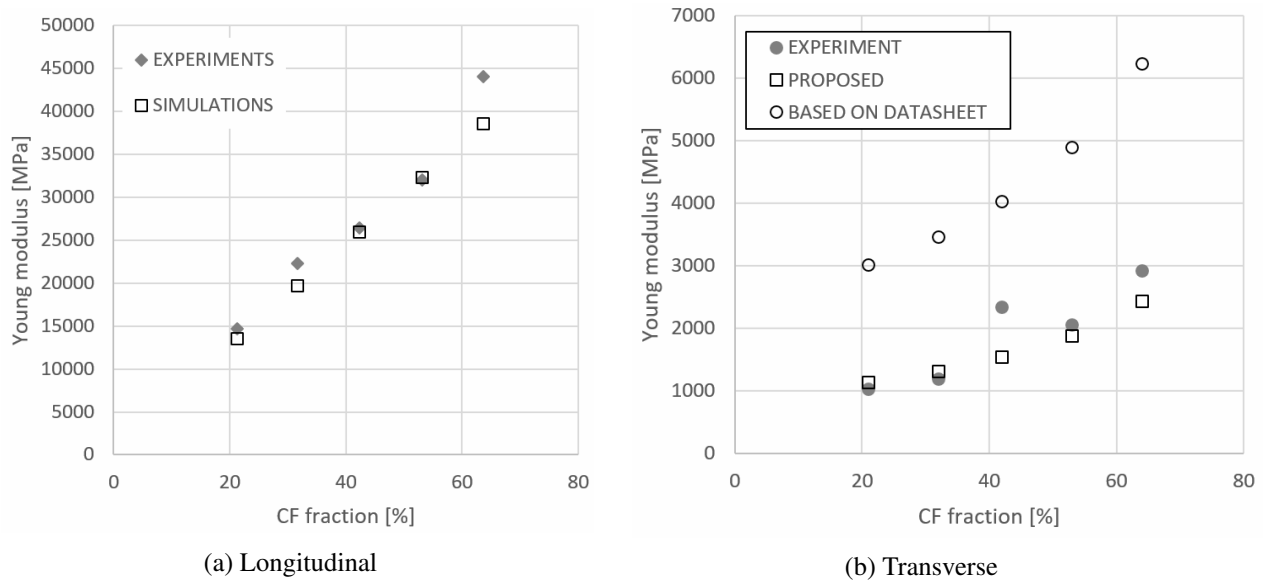 50000
45000
40000
35000
30000
25000
20000
15000
10000
5000
0
Young modulus [MPa]
EXPERIMENTS
SIMULATIONS
0 20 40 60 80
CF fraction [%]
(a) Longitudinal
7000
6000
5000
4000
3000
2000
1000
0
Young modulus [MPa]
EXPERIMENT
PROPOSED
BASED ON DATASHEET
0 20 40 60 80
CF fraction [%]
(b) Transverse